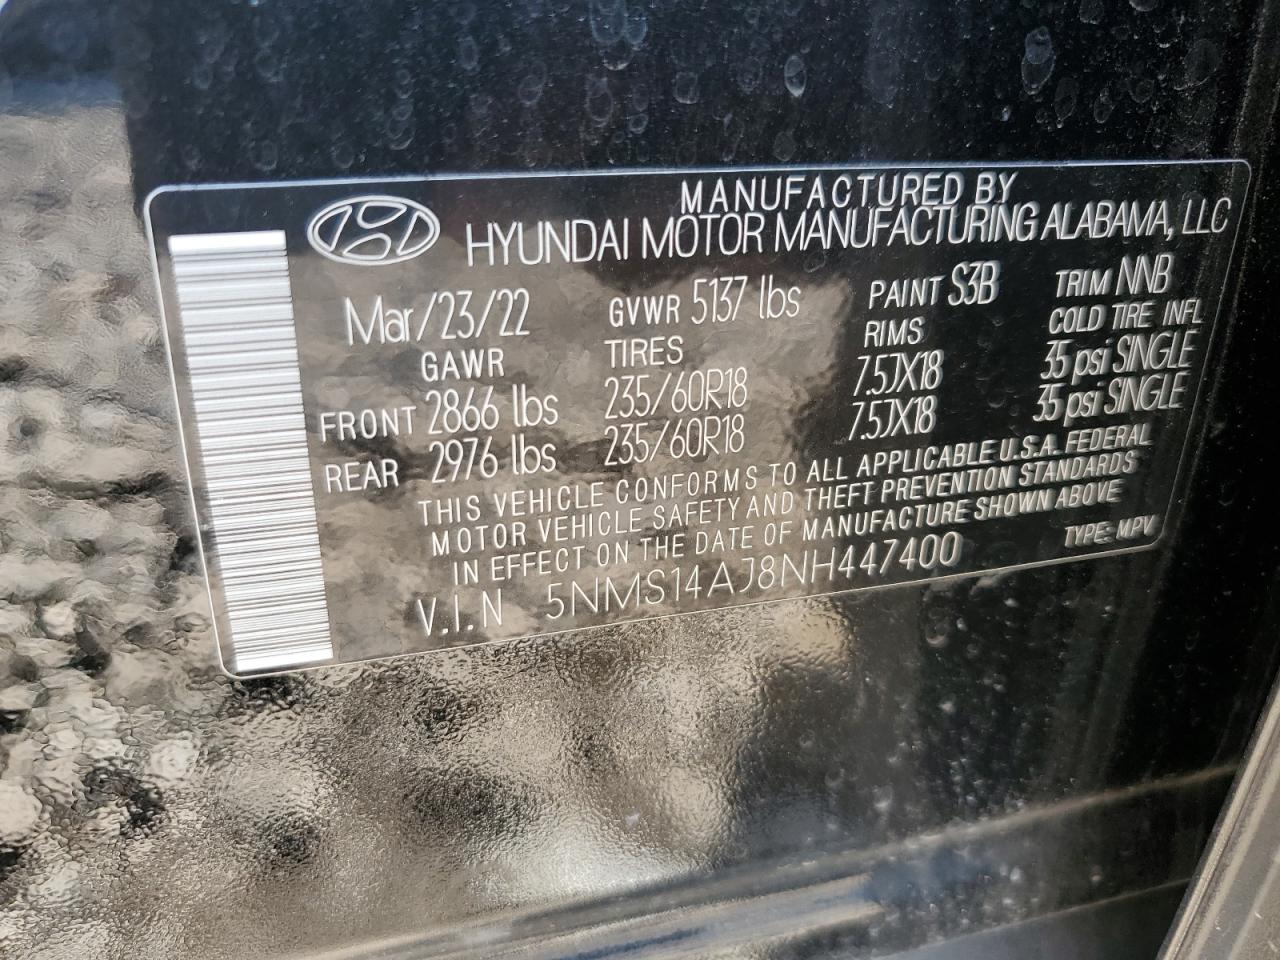 MANUFACTURED BY
HYUNDAI MOTOR MANUFACTURING ALABAMA, LLC
Mar/23/22 GVWR 5137 lbs PAINT S3B TRIM NNB
GAWR TIRES RIMS COLD TIRE INFL
FRONT 2866 lbs 235/60R18 7.5JX18 35 psi SINGLE
REAR 2976 lbs 235/60R18 7.5JX18 35 psi SINGLE
THIS VEHICLE CONFORMS TO ALL APPLICABLE U.S.A. FEDERAL
MOTOR VEHICLE SAFETY AND THEFT PREVENTION STANDARDS
IN EFFECT ON THE DATE OF MANUFACTURE SHOWN ABOVE
V.I.N 5NMS14AJ8NH447400 TYPE: MPV